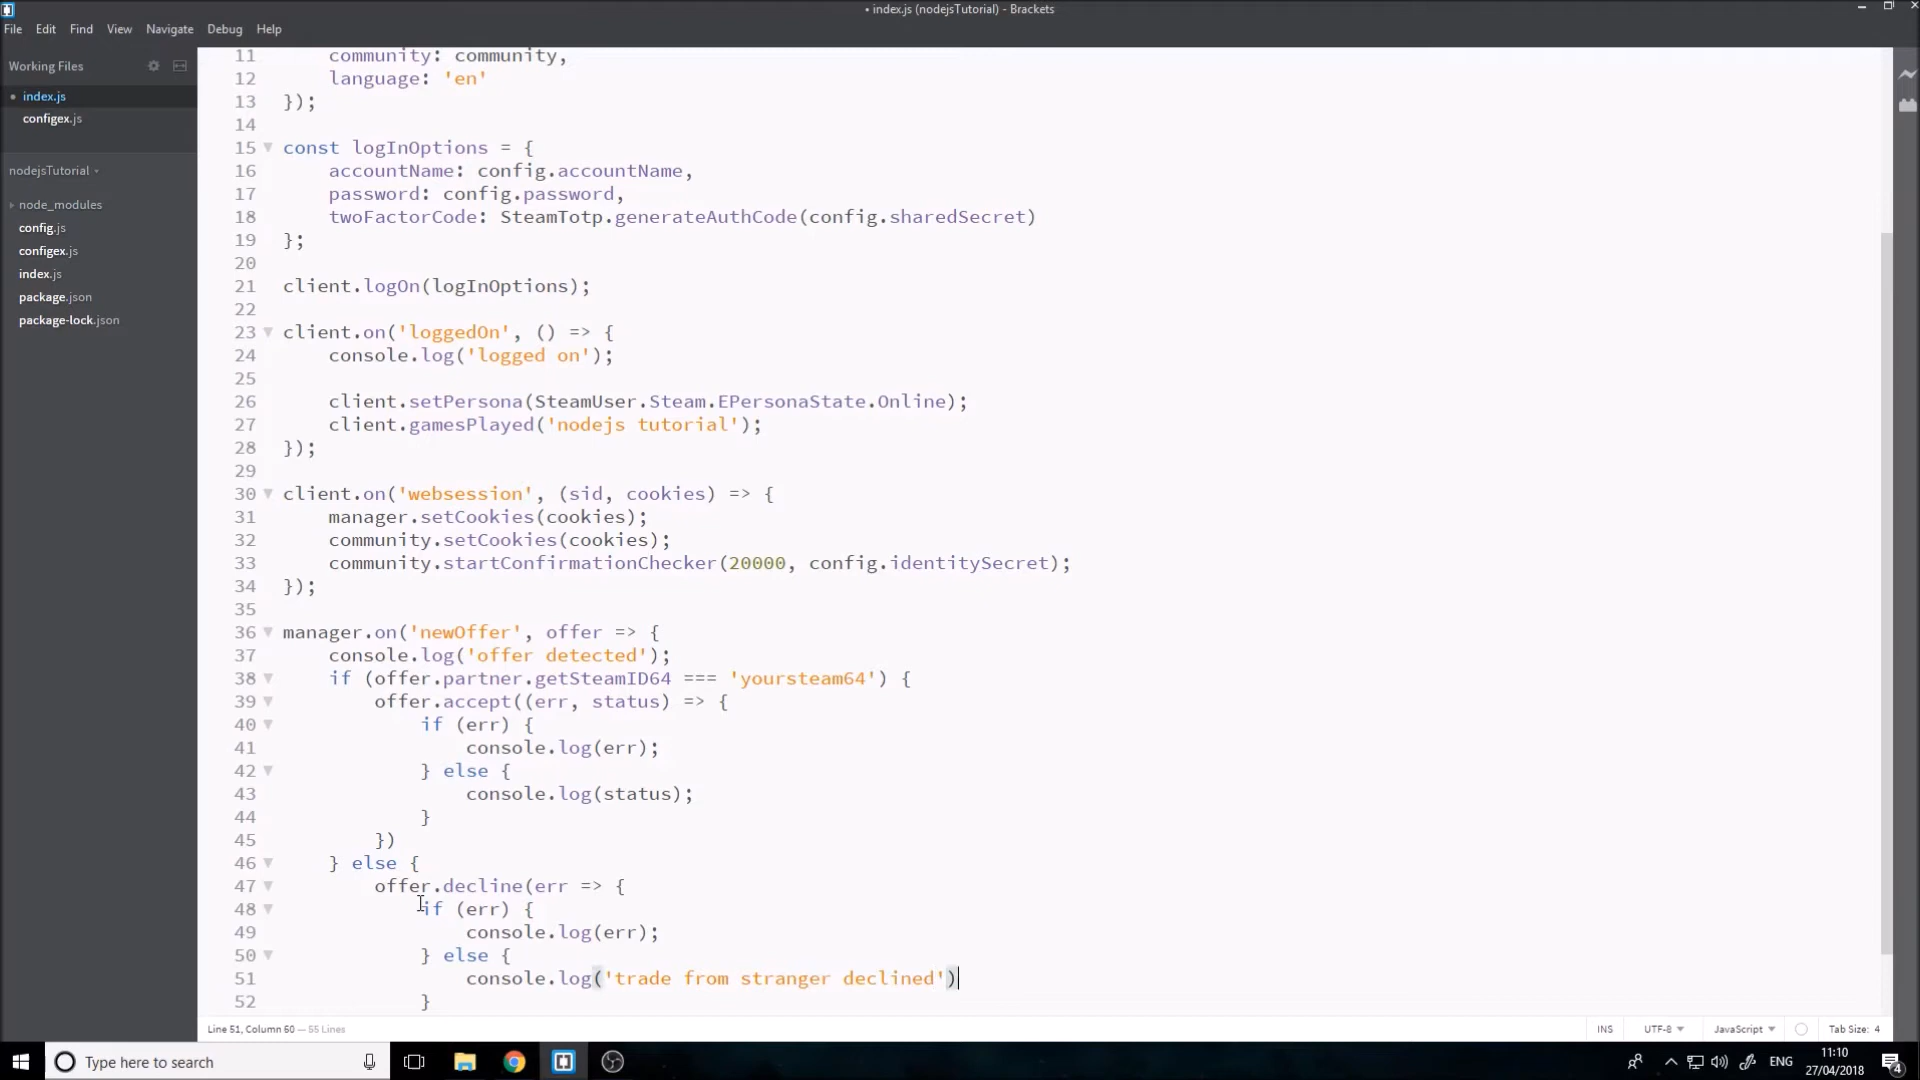 • index.js (nodejsTutorial) - Brackets
File Edit Find View Navigate Debug Help
Working Files
• index.js
configex.js
nodejsTutorial
node_modules
config.js
configex.js
index.js
package.json
package-lock.json
11 community: community,
12 language: 'en'
13 });
14
15 const logInOptions = {
16 accountName: config.accountName,
17 password: config.password,
18 twoFactorCode: SteamTotp.generateAuthCode(config.sharedSecret)
19 };
20
21 client.logOn(logInOptions);
22
23 client.on('loggedOn', () => {
24 console.log('logged on');
25
26 client.setPersona(SteamUser.Steam.EPersonaState.Online);
27 client.gamesPlayed('nodejs tutorial');
28 });
29
30 client.on('websession', (sid, cookies) => {
31 manager.setCookies(cookies);
32 community.setCookies(cookies);
33 community.startConfirmationChecker(20000, config.identitySecret);
34 });
35
36 manager.on('newOffer', offer => {
37 console.log('offer detected');
38 if (offer.partner.getSteamID64 === 'yoursteam64') {
39 offer.accept((err, status) => {
40 if (err) {
41 console.log(err);
42 } else {
43 console.log(status);
44 }
45 })
46 } else {
47 offer.decline(err => {
48 if (err) {
49 console.log(err);
50 } else {
51 console.log('trade from stranger declined')
52 }
Line 51, Column 60 — 55 Lines
INS UTF-8 JavaScript Tab Size: 4
Type here to search
ENG
11:10
27/04/2018
4